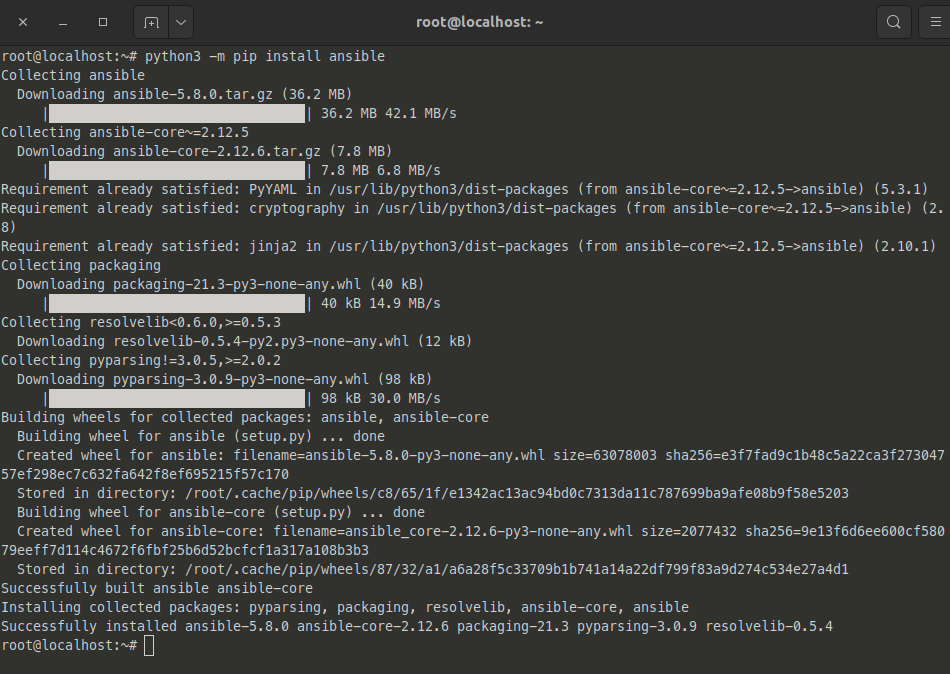 root@localhost: ~
root@localhost:~# python3 -m pip install ansible
Collecting ansible
  Downloading ansible-5.8.0.tar.gz (36.2 MB)
     |████████████████████████████████| 36.2 MB 42.1 MB/s
Collecting ansible-core~=2.12.5
  Downloading ansible-core-2.12.6.tar.gz (7.8 MB)
     |████████████████████████████████| 7.8 MB 6.8 MB/s
Requirement already satisfied: PyYAML in /usr/lib/python3/dist-packages (from ansible-core~=2.12.5->ansible) (5.3.1)
Requirement already satisfied: cryptography in /usr/lib/python3/dist-packages (from ansible-core~=2.12.5->ansible) (2.
8)
Requirement already satisfied: jinja2 in /usr/lib/python3/dist-packages (from ansible-core~=2.12.5->ansible) (2.10.1)
Collecting packaging
  Downloading packaging-21.3-py3-none-any.whl (40 kB)
     |████████████████████████████████| 40 kB 14.9 MB/s
Collecting resolvelib<0.6.0,>=0.5.3
  Downloading resolvelib-0.5.4-py2.py3-none-any.whl (12 kB)
Collecting pyparsing!=3.0.5,>=2.0.2
  Downloading pyparsing-3.0.9-py3-none-any.whl (98 kB)
     |████████████████████████████████| 98 kB 30.0 MB/s
Building wheels for collected packages: ansible, ansible-core
  Building wheel for ansible (setup.py) ... done
  Created wheel for ansible: filename=ansible-5.8.0-py3-none-any.whl size=63078003 sha256=e3f7fad9c1b48c5a22ca3f273047
57ef298ec7c632fa642f8ef695215f57c170
  Stored in directory: /root/.cache/pip/wheels/c8/65/1f/e1342ac13ac94bd0c7313da11c787699ba9afe08b9f58e5203
  Building wheel for ansible-core (setup.py) ... done
  Created wheel for ansible-core: filename=ansible_core-2.12.6-py3-none-any.whl size=2077432 sha256=9e13f6d6ee600cf580
79eeff7d114c4672f6fbf25b6d52bcfcf1a317a108b3b3
  Stored in directory: /root/.cache/pip/wheels/87/32/a1/a6a28f5c33709b1b741a14a22df799f83a9d274c534e27a4d1
Successfully built ansible ansible-core
Installing collected packages: pyparsing, packaging, resolvelib, ansible-core, ansible
Successfully installed ansible-5.8.0 ansible-core-2.12.6 packaging-21.3 pyparsing-3.0.9 resolvelib-0.5.4
root@localhost:~#